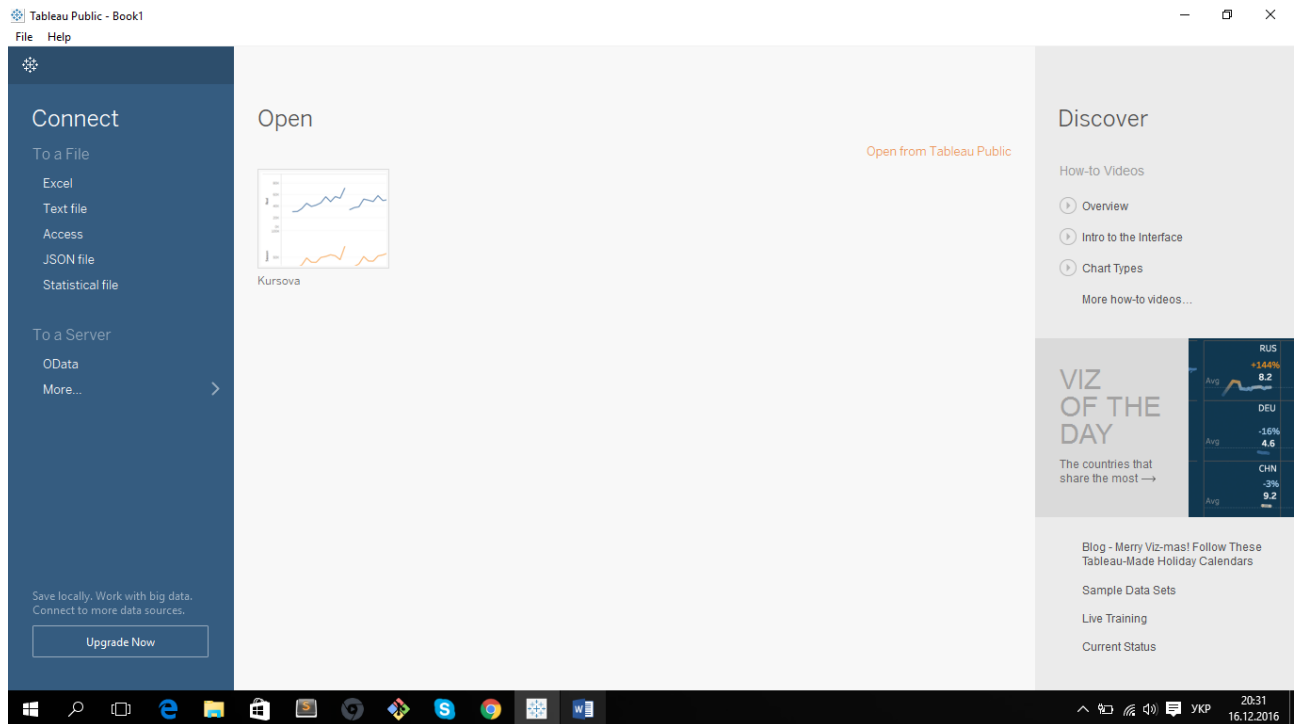 Tableau Public - Book1
File Help
Connect
To a File
Excel
Text file
Access
JSON file
Statistical file
To a Server
OData
More...
Save locally. Work with big data.
Connect to more data sources.
Upgrade Now
Open
Open from Tableau Public
Kursova
Discover
How-to Videos
Overview
Intro to the Interface
Chart Types
More how-to videos...
VIZ
OF THE
DAY
The countries that
share the most →
RUS
+144%
Avg 8.2
DEU
-16%
Avg 4.6
CHN
-3%
Avg 9.2
Blog - Merry Viz-mas! Follow These
Tableau-Made Holiday Calendars
Sample Data Sets
Live Training
Current Status
УКР
20:31
16.12.2016